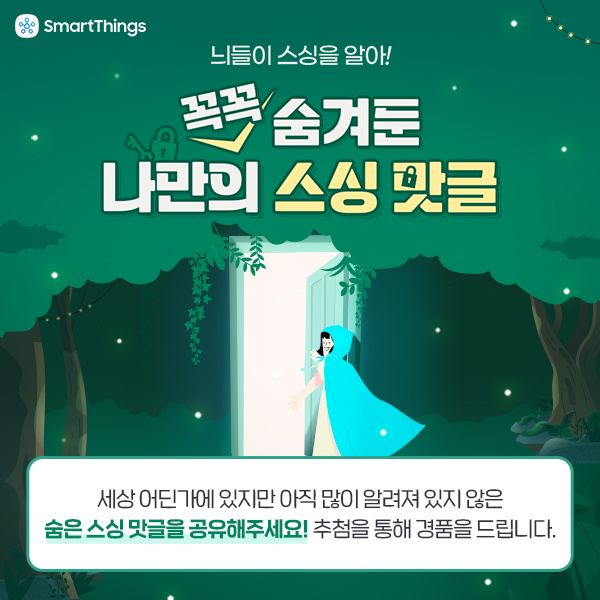 SmartThings
늬들이 스싱을 알아!
꼭꼭 숨겨둔
나만의 스싱 맛글
세상 어딘가에 있지만 아직 많이 알려져 있지 않은
숨은 스싱 맛글을 공유해주세요! 추첨을 통해 경품을 드립니다.